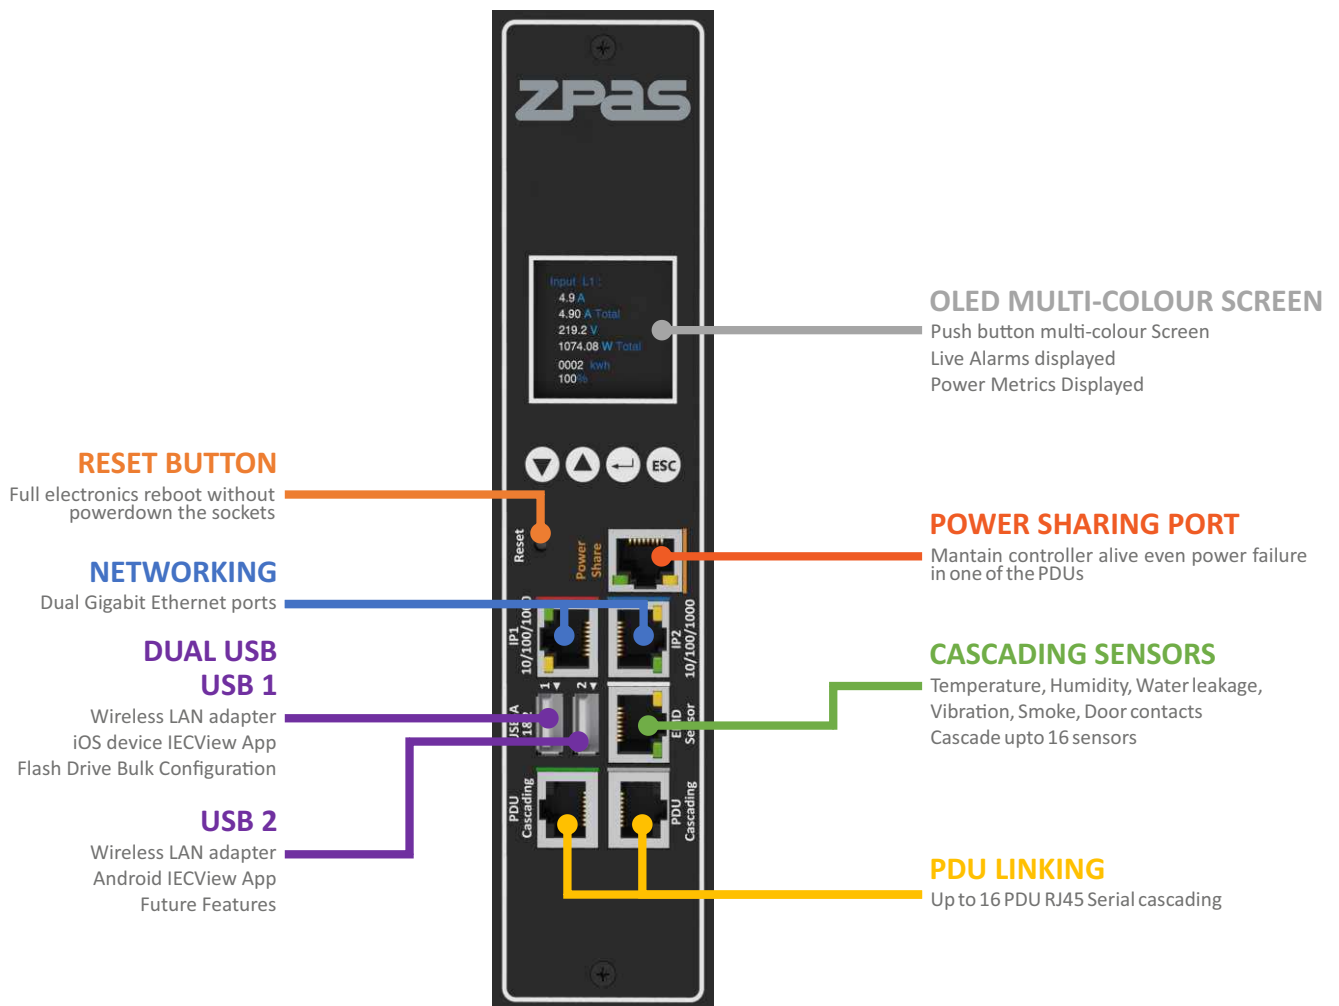 zpas
Input L1:
4.9 A
4.90 A Total
219.2 V
1074.08 W Total
0002 kwh
100%
OLED MULTI-COLOUR SCREEN
Push button multi-colour Screen
Live Alarms displayed
Power Metrics Displayed
ESC
RESET BUTTON
Full electronics reboot without
powerdown the sockets
Reset
Power
Share
POWER SHARING PORT
Mantain controller alive even power failure
in one of the PDUs
NETWORKING
Dual Gigabit Ethernet ports
IP1
10/100/1000
IP2
10/100/1000
DUAL USB
USB 1
Wireless LAN adapter
iOS device IECView App
Flash Drive Bulk Configuration
1
2
Sensor
CASCADING SENSORS
Temperature, Humidity, Water leakage,
Vibration, Smoke, Door contacts
Cascade upto 16 sensors
USB 2
Wireless LAN adapter
Android IECView App
Future Features
PDU
Cascading
PDU
Cascading
PDU LINKING
Up to 16 PDU RJ45 Serial cascading